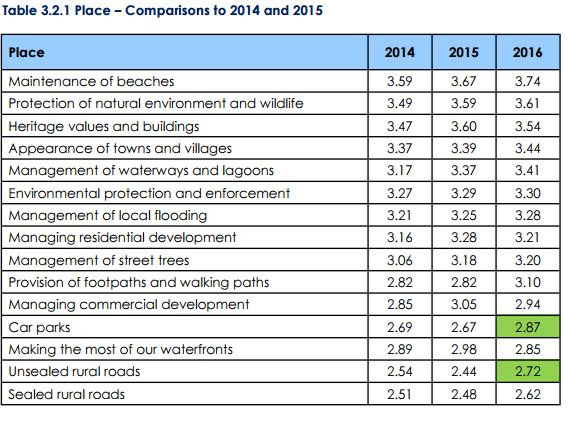 Table 3.2.1 Place – Comparisons to 2014 and 2015
Place 2014 2015 2016
Maintenance of beaches 3.59 3.67 3.74
Protection of natural environment and wildlife 3.49 3.59 3.61
Heritage values and buildings 3.47 3.60 3.54
Appearance of towns and villages 3.37 3.39 3.44
Management of waterways and lagoons 3.17 3.37 3.41
Environmental protection and enforcement 3.27 3.29 3.30
Management of local flooding 3.21 3.25 3.28
Managing residential development 3.16 3.28 3.21
Management of street trees 3.06 3.18 3.20
Provision of footpaths and walking paths 2.82 2.82 3.10
Managing commercial development 2.85 3.05 2.94
Car parks 2.69 2.67 2.87
Making the most of our waterfronts 2.89 2.98 2.85
Unsealed rural roads 2.54 2.44 2.72
Sealed rural roads 2.51 2.48 2.62